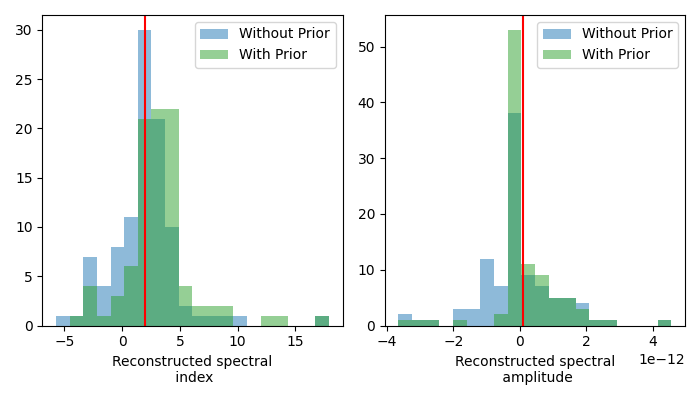 30
25
20
15
10
5
0
−5
0
5
10
15
Reconstructed spectral
index
Without Prior
With Prior
50
40
30
20
10
0
−4
−2
0
2
4
1e−12
Reconstructed spectral
amplitude
Without Prior
With Prior